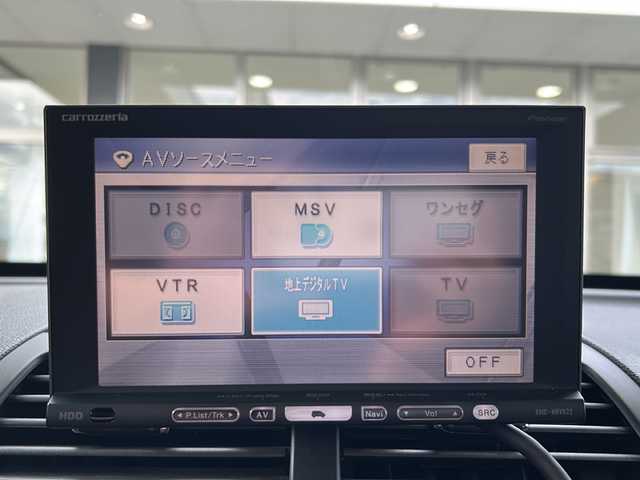 carrozzeria Pioneer
AVソースメニュー 戻る
DISC MSV ワンセグ
VTR 地上デジタルTV TV
OFF
HDD P.List/Trk AV Navi Vol SRC